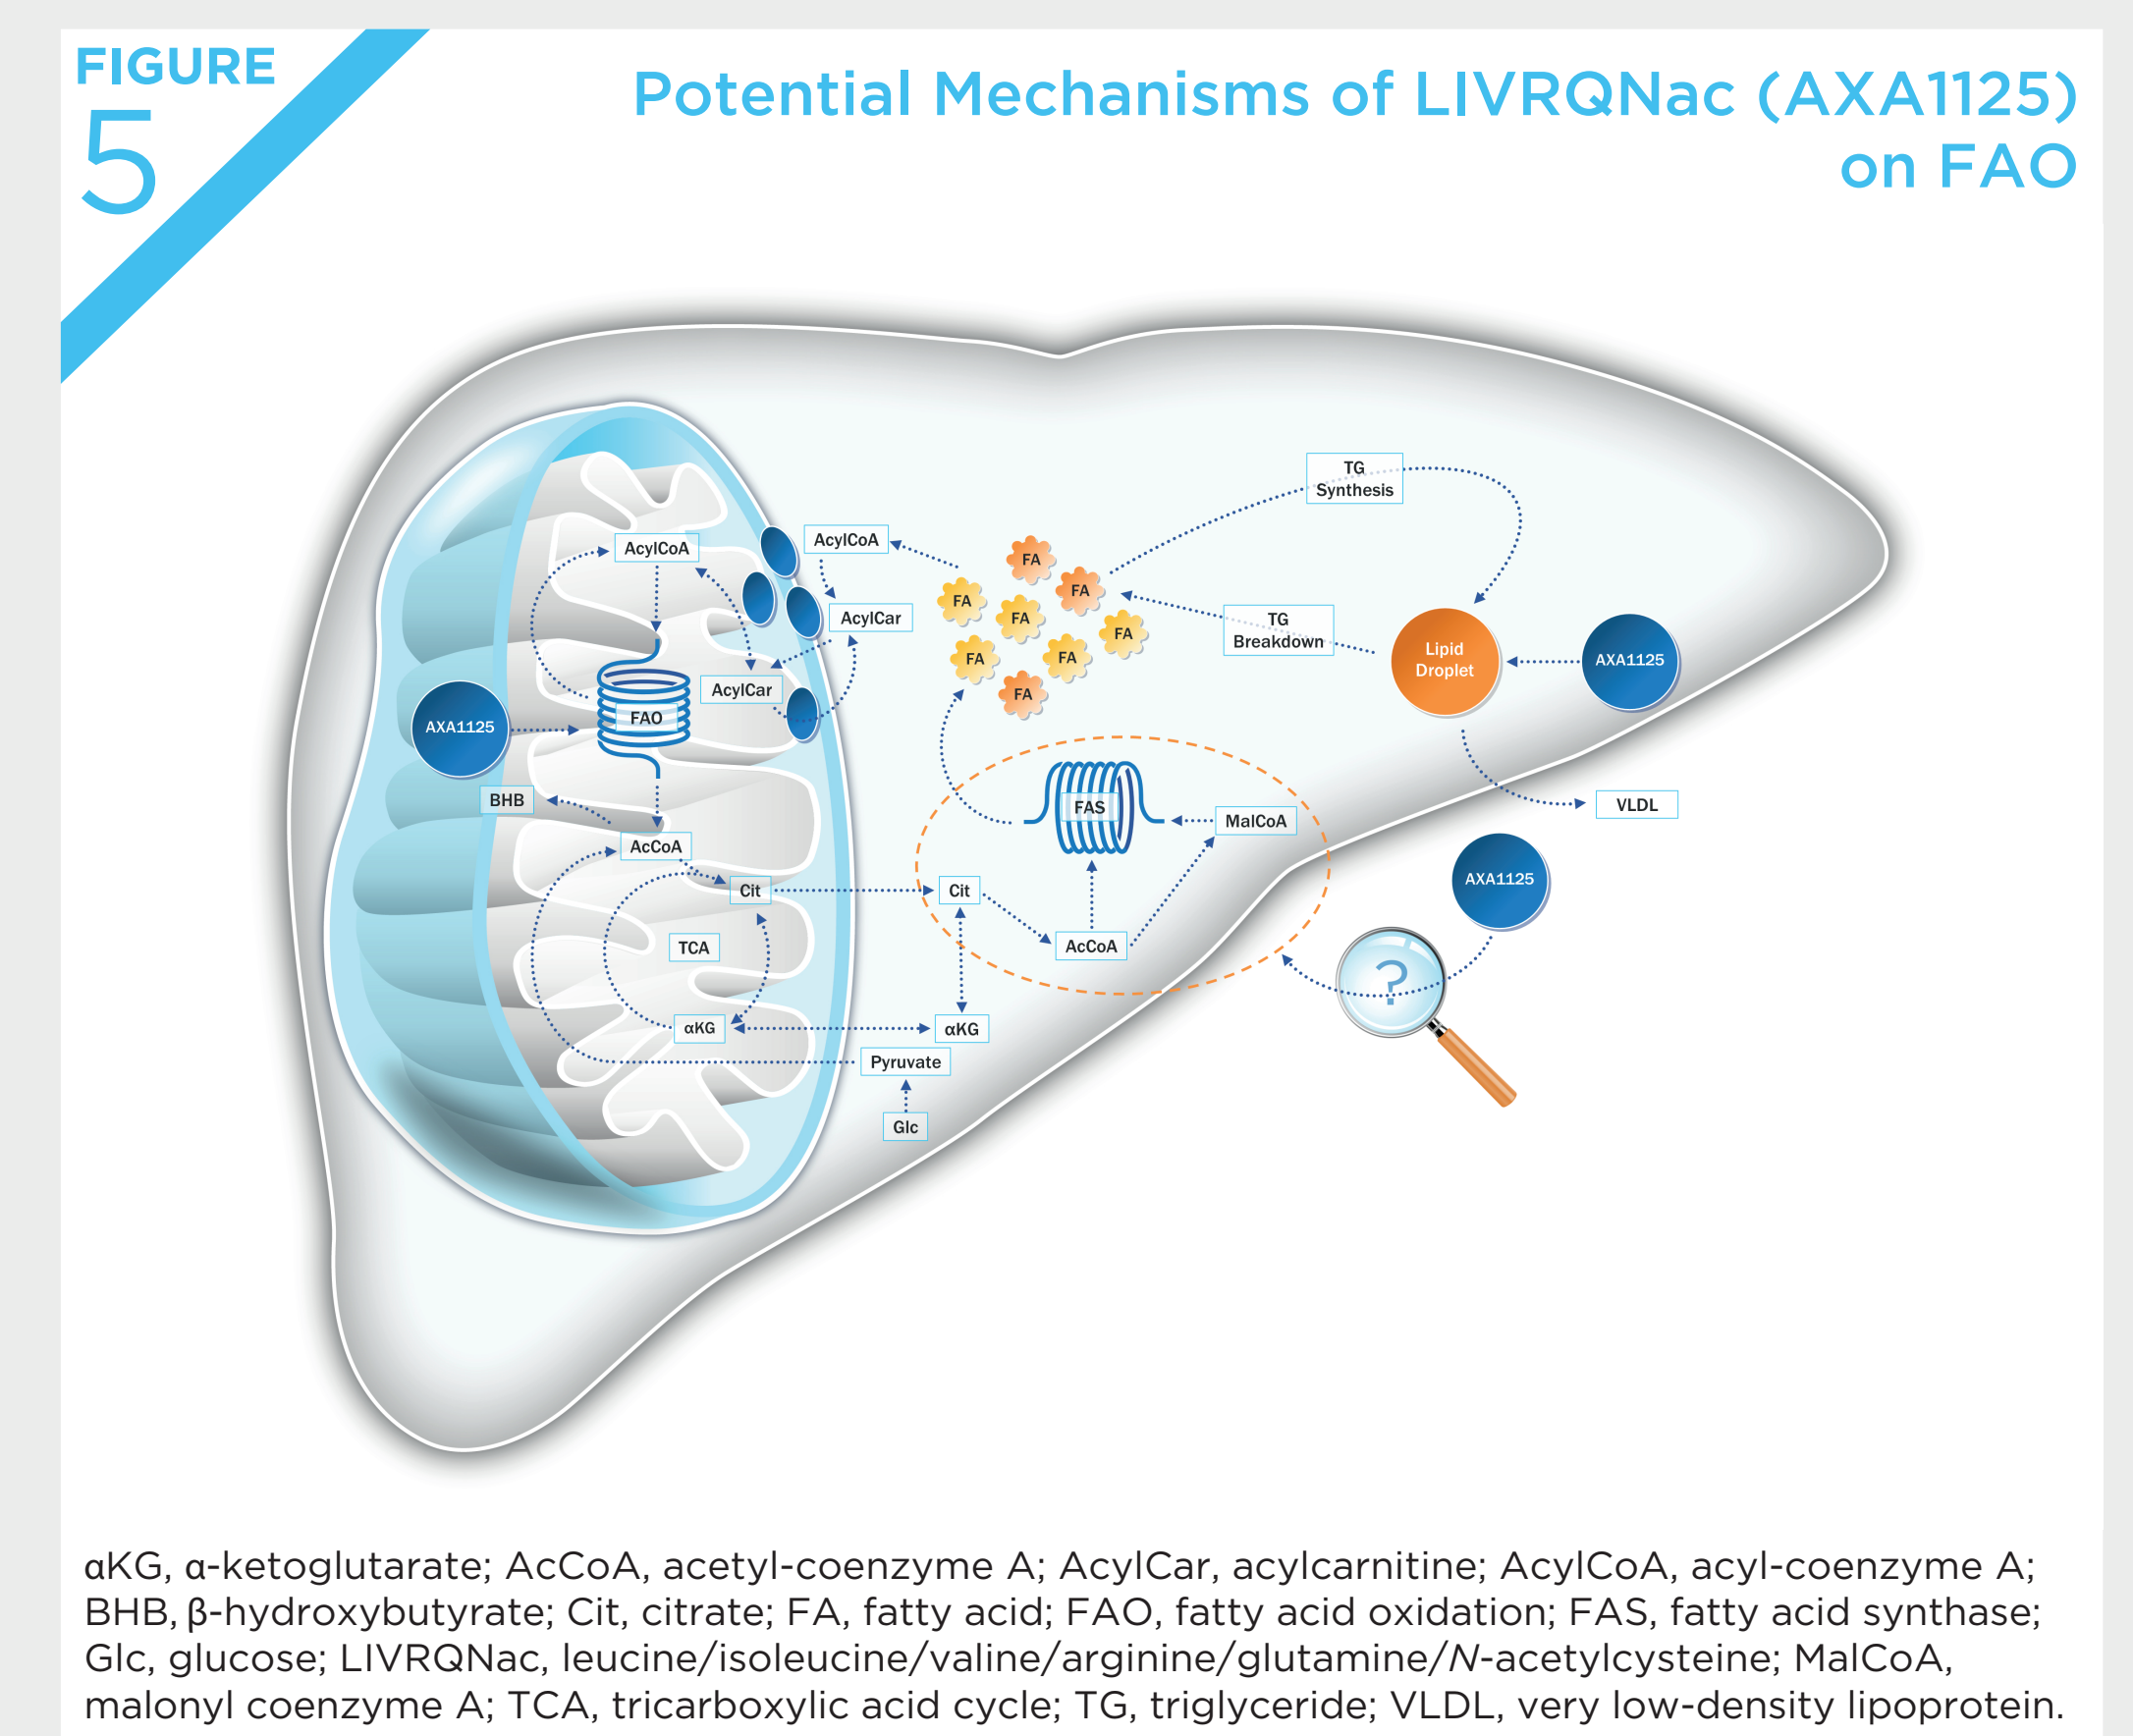 FIGURE
5
Potential Mechanisms of LIVRQNac (AXA1125)
on FAO
TG
Synthesis
AcylCoA
AcylCoA
FA
FA
FA
FA
FA
FA
FA
FA
AcylCar
TG
Breakdown
Lipid
Droplet
AXA1125
AcylCar
FAO
AXA1125
BHB
FAS
MalCoA
VLDL
AcCoA
Cit
Cit
AXA1125
TCA
AcCoA
?
αKG
αKG
Pyruvate
Glc
αKG, α-ketoglutarate; AcCoA, acetyl-coenzyme A; AcylCar, acylcarnitine; AcylCoA, acyl-coenzyme A;
BHB, β-hydroxybutyrate; Cit, citrate; FA, fatty acid; FAO, fatty acid oxidation; FAS, fatty acid synthase;
Glc, glucose; LIVRQNac, leucine/isoleucine/valine/arginine/glutamine/N-acetylcysteine; MalCoA,
malonyl coenzyme A; TCA, tricarboxylic acid cycle; TG, triglyceride; VLDL, very low-density lipoprotein.